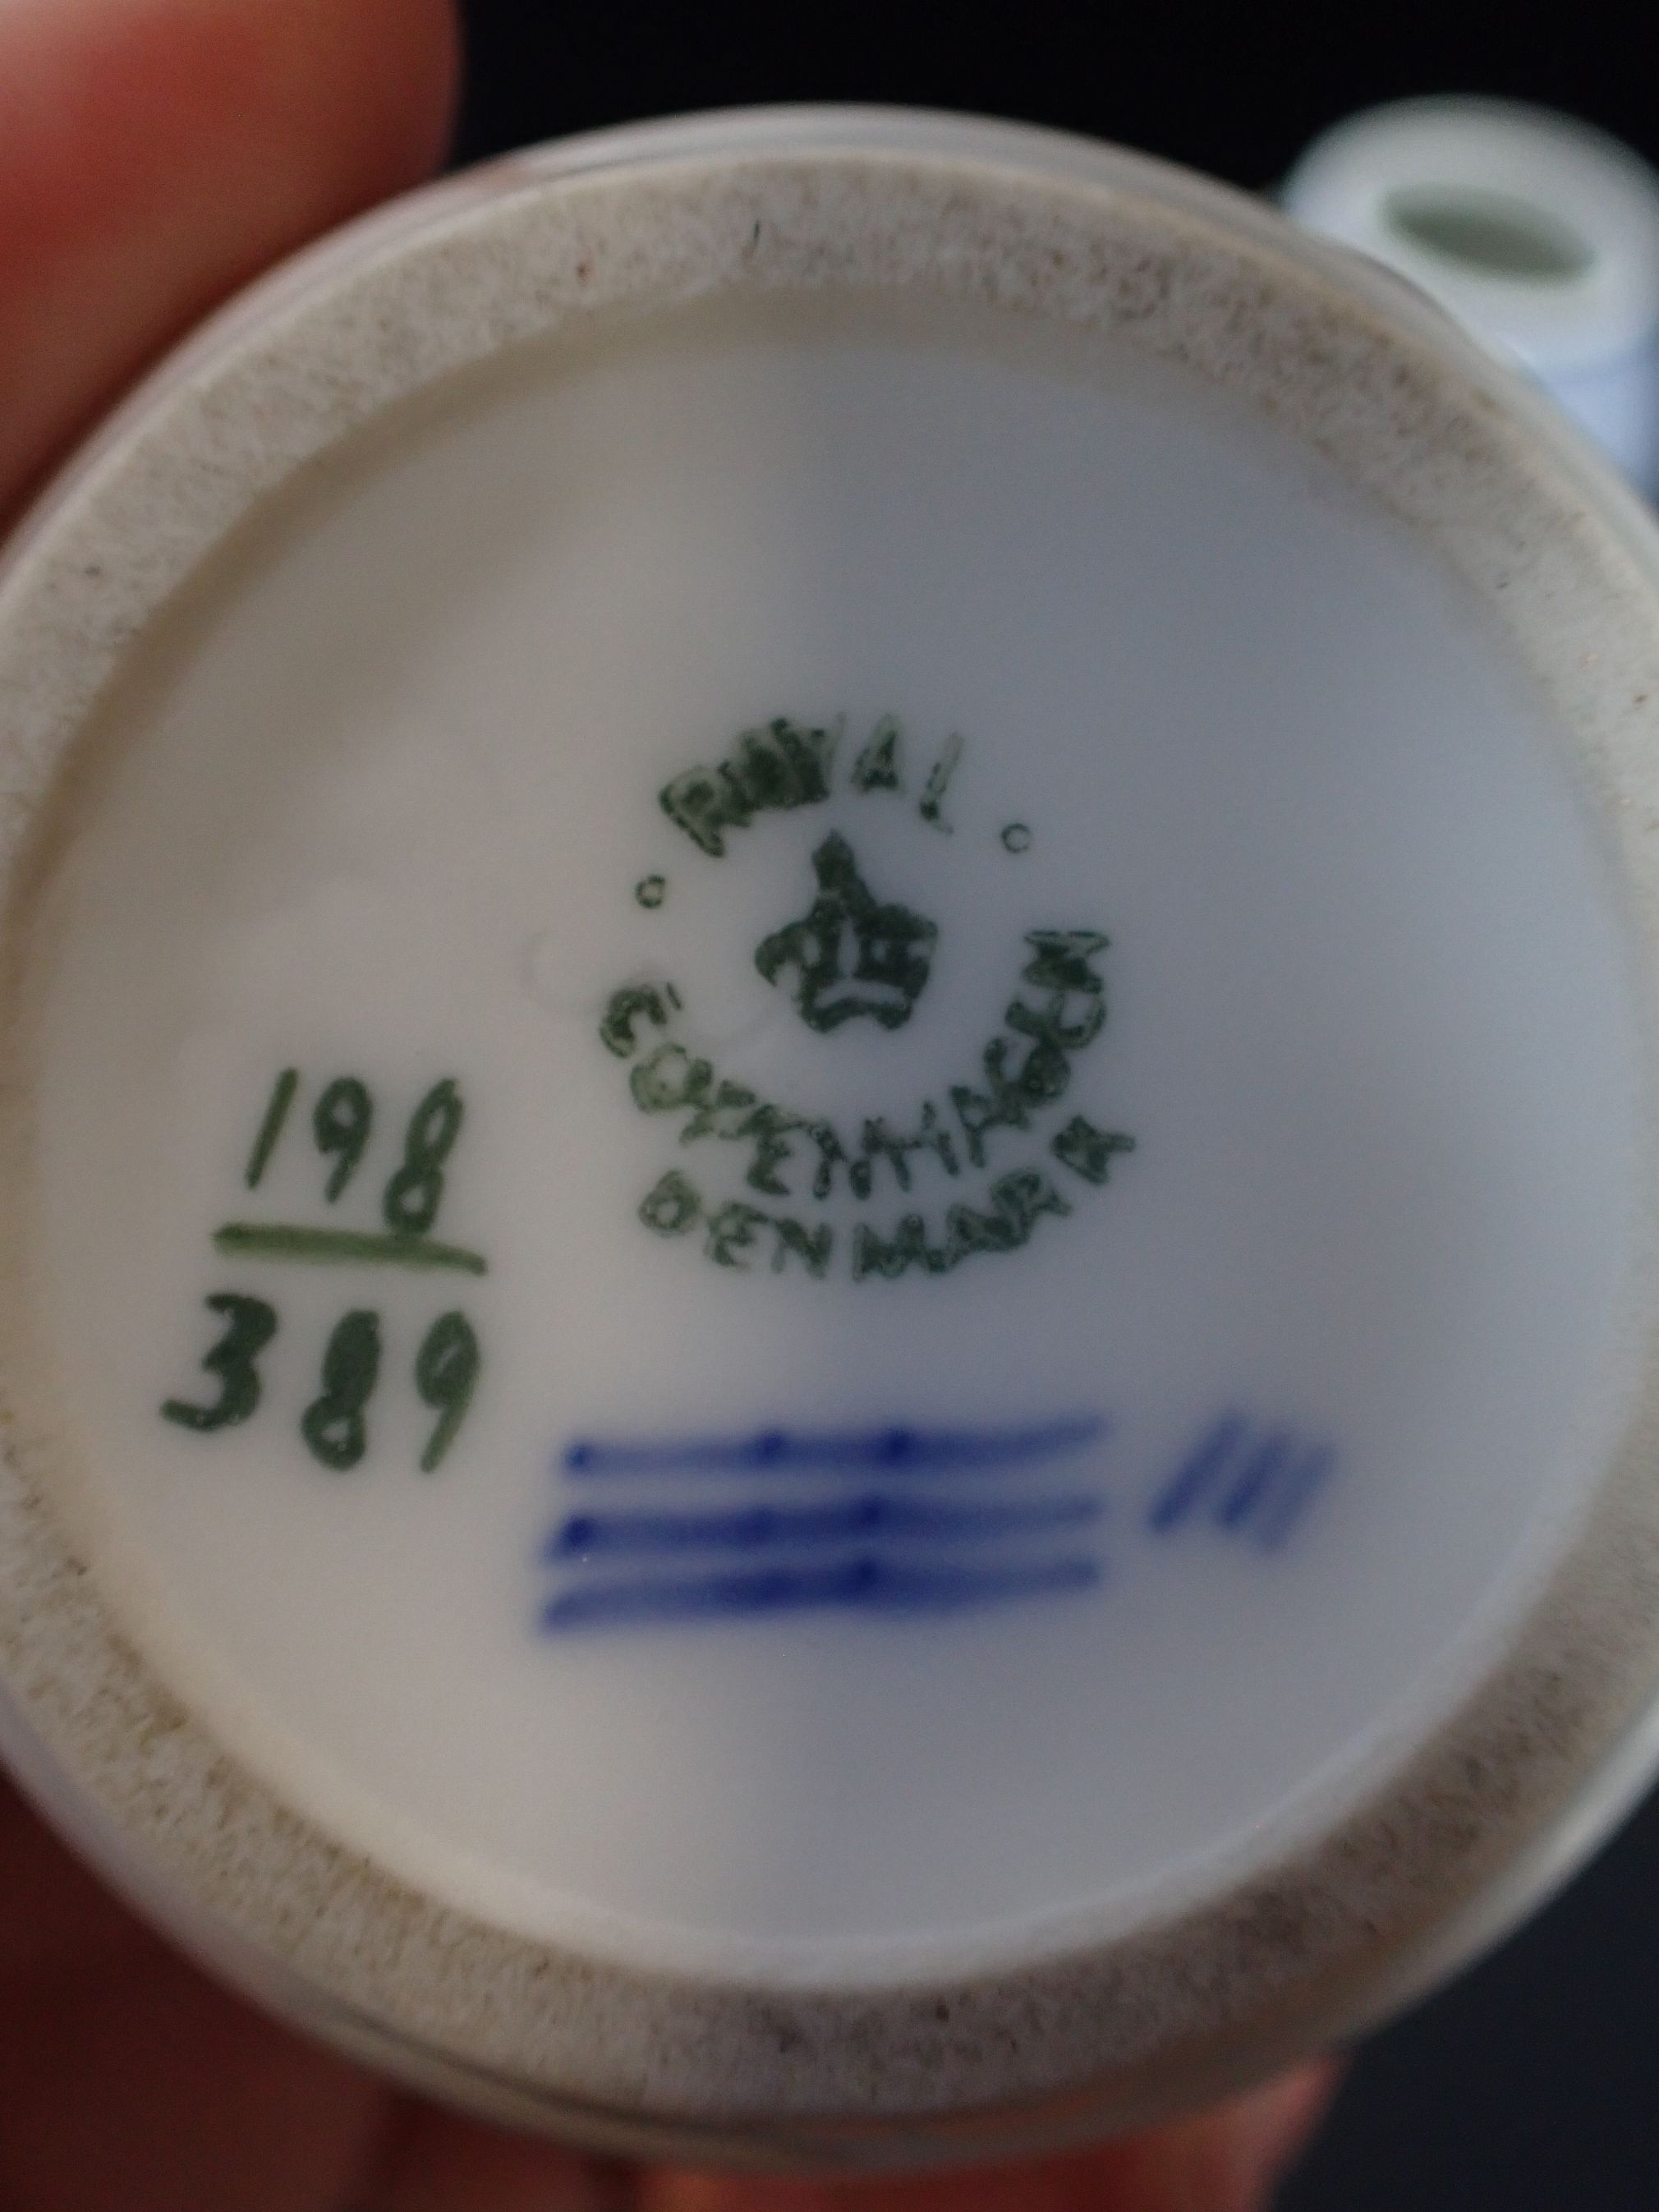 ROYAL
COPENHAGEN
DENMARK
198
389